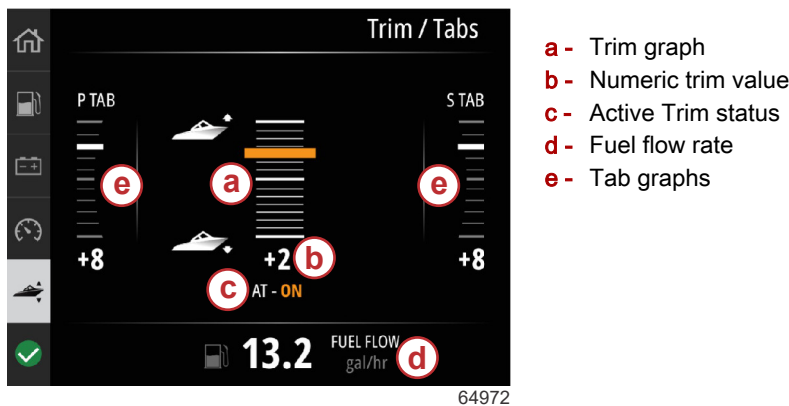 Trim / Tabs
P TAB
S TAB
e
a
e
+8
+2
b
+8
c
AT - ON
13.2
FUEL FLOW
gal/hr
d
64972
a - Trim graph
b - Numeric trim value
c - Active Trim status
d - Fuel flow rate
e - Tab graphs